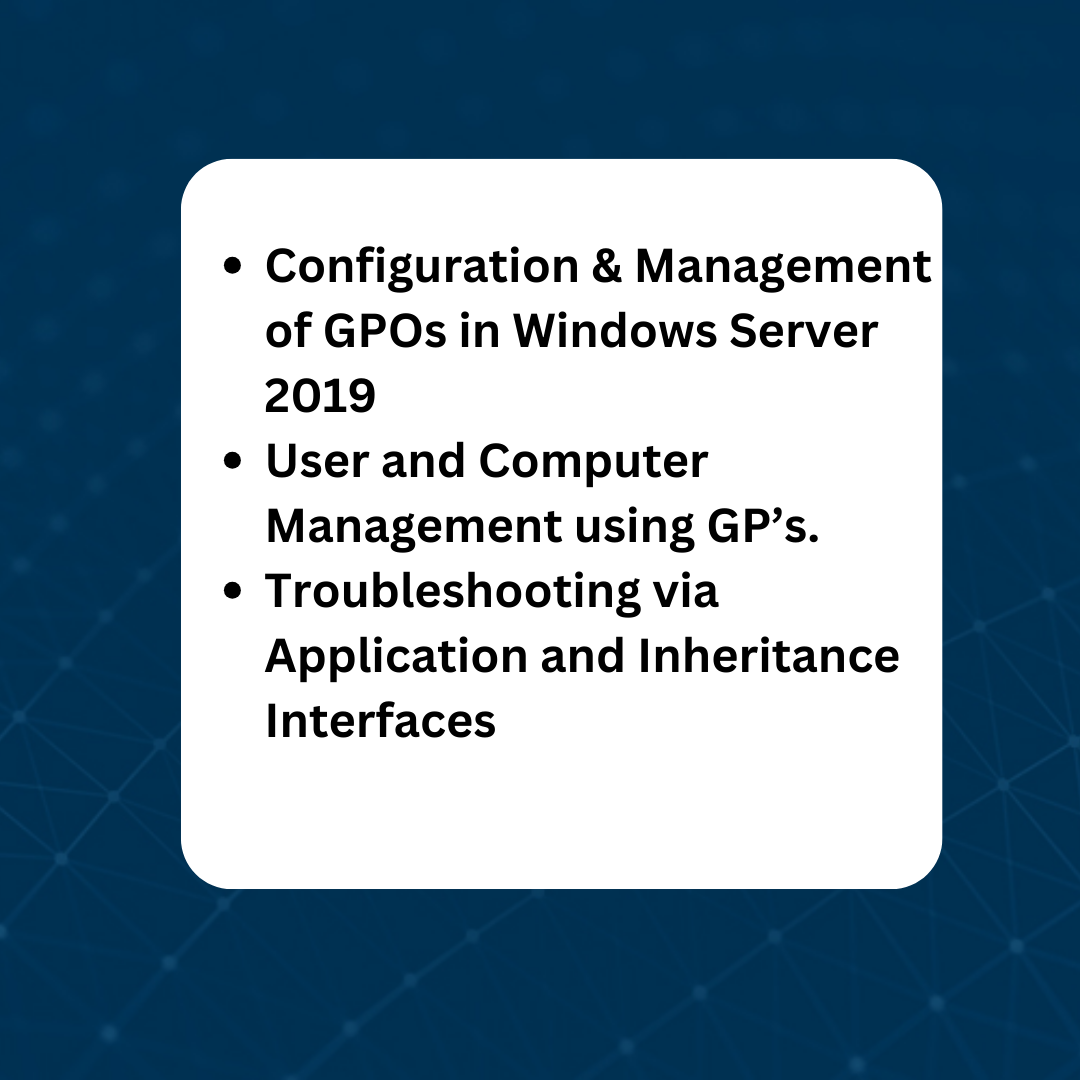 • Configuration & Management
of GPOs in Windows Server
2019
• User and Computer
Management using GP’s.
• Troubleshooting via
Application and Inheritance
Interfaces